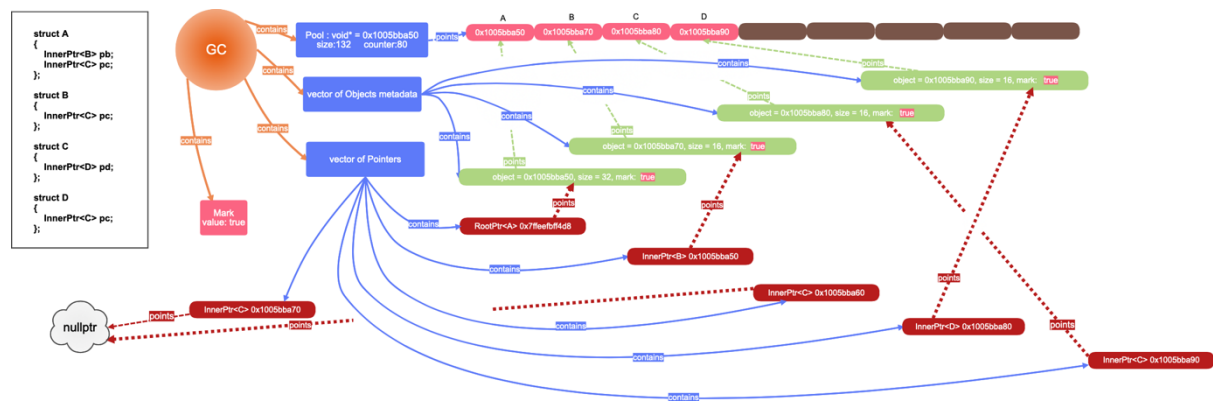 struct A
{
InnerPtr<B> pb;
InnerPtr<C> pc;
};
struct B
{
InnerPtr<C> pc;
};
struct C
{
InnerPtr<D> pd;
};
struct D
{
InnerPtr<C> pc;
};
GC
contains
contains
contains
contains
Pool : void* = 0x1005bba50
size:132 counter:80
points
A
B
C
D
0x1005bba50
0x1005bba70
0x1005bba80
0x1005bba90
vector of Objects metadata
contains
contains
contains
contains
points
points
points
points
object = 0x1005bba90, size = 16, mark: true
object = 0x1005bba80, size = 16, mark: true
object = 0x1005bba70, size = 16, mark: true
object = 0x1005bba50, size = 32, mark: true
vector of Pointers
Mark
value: true
contains
contains
contains
contains
contains
points
points
points
points
RootPtr<A> 0x7ffeefbff4d8
InnerPtr<B> 0x1005bba50
InnerPtr<C> 0x1005bba60
InnerPtr<C> 0x1005bba70
InnerPtr<D> 0x1005bba80
InnerPtr<C> 0x1005bba90
points
points
points
nullptr